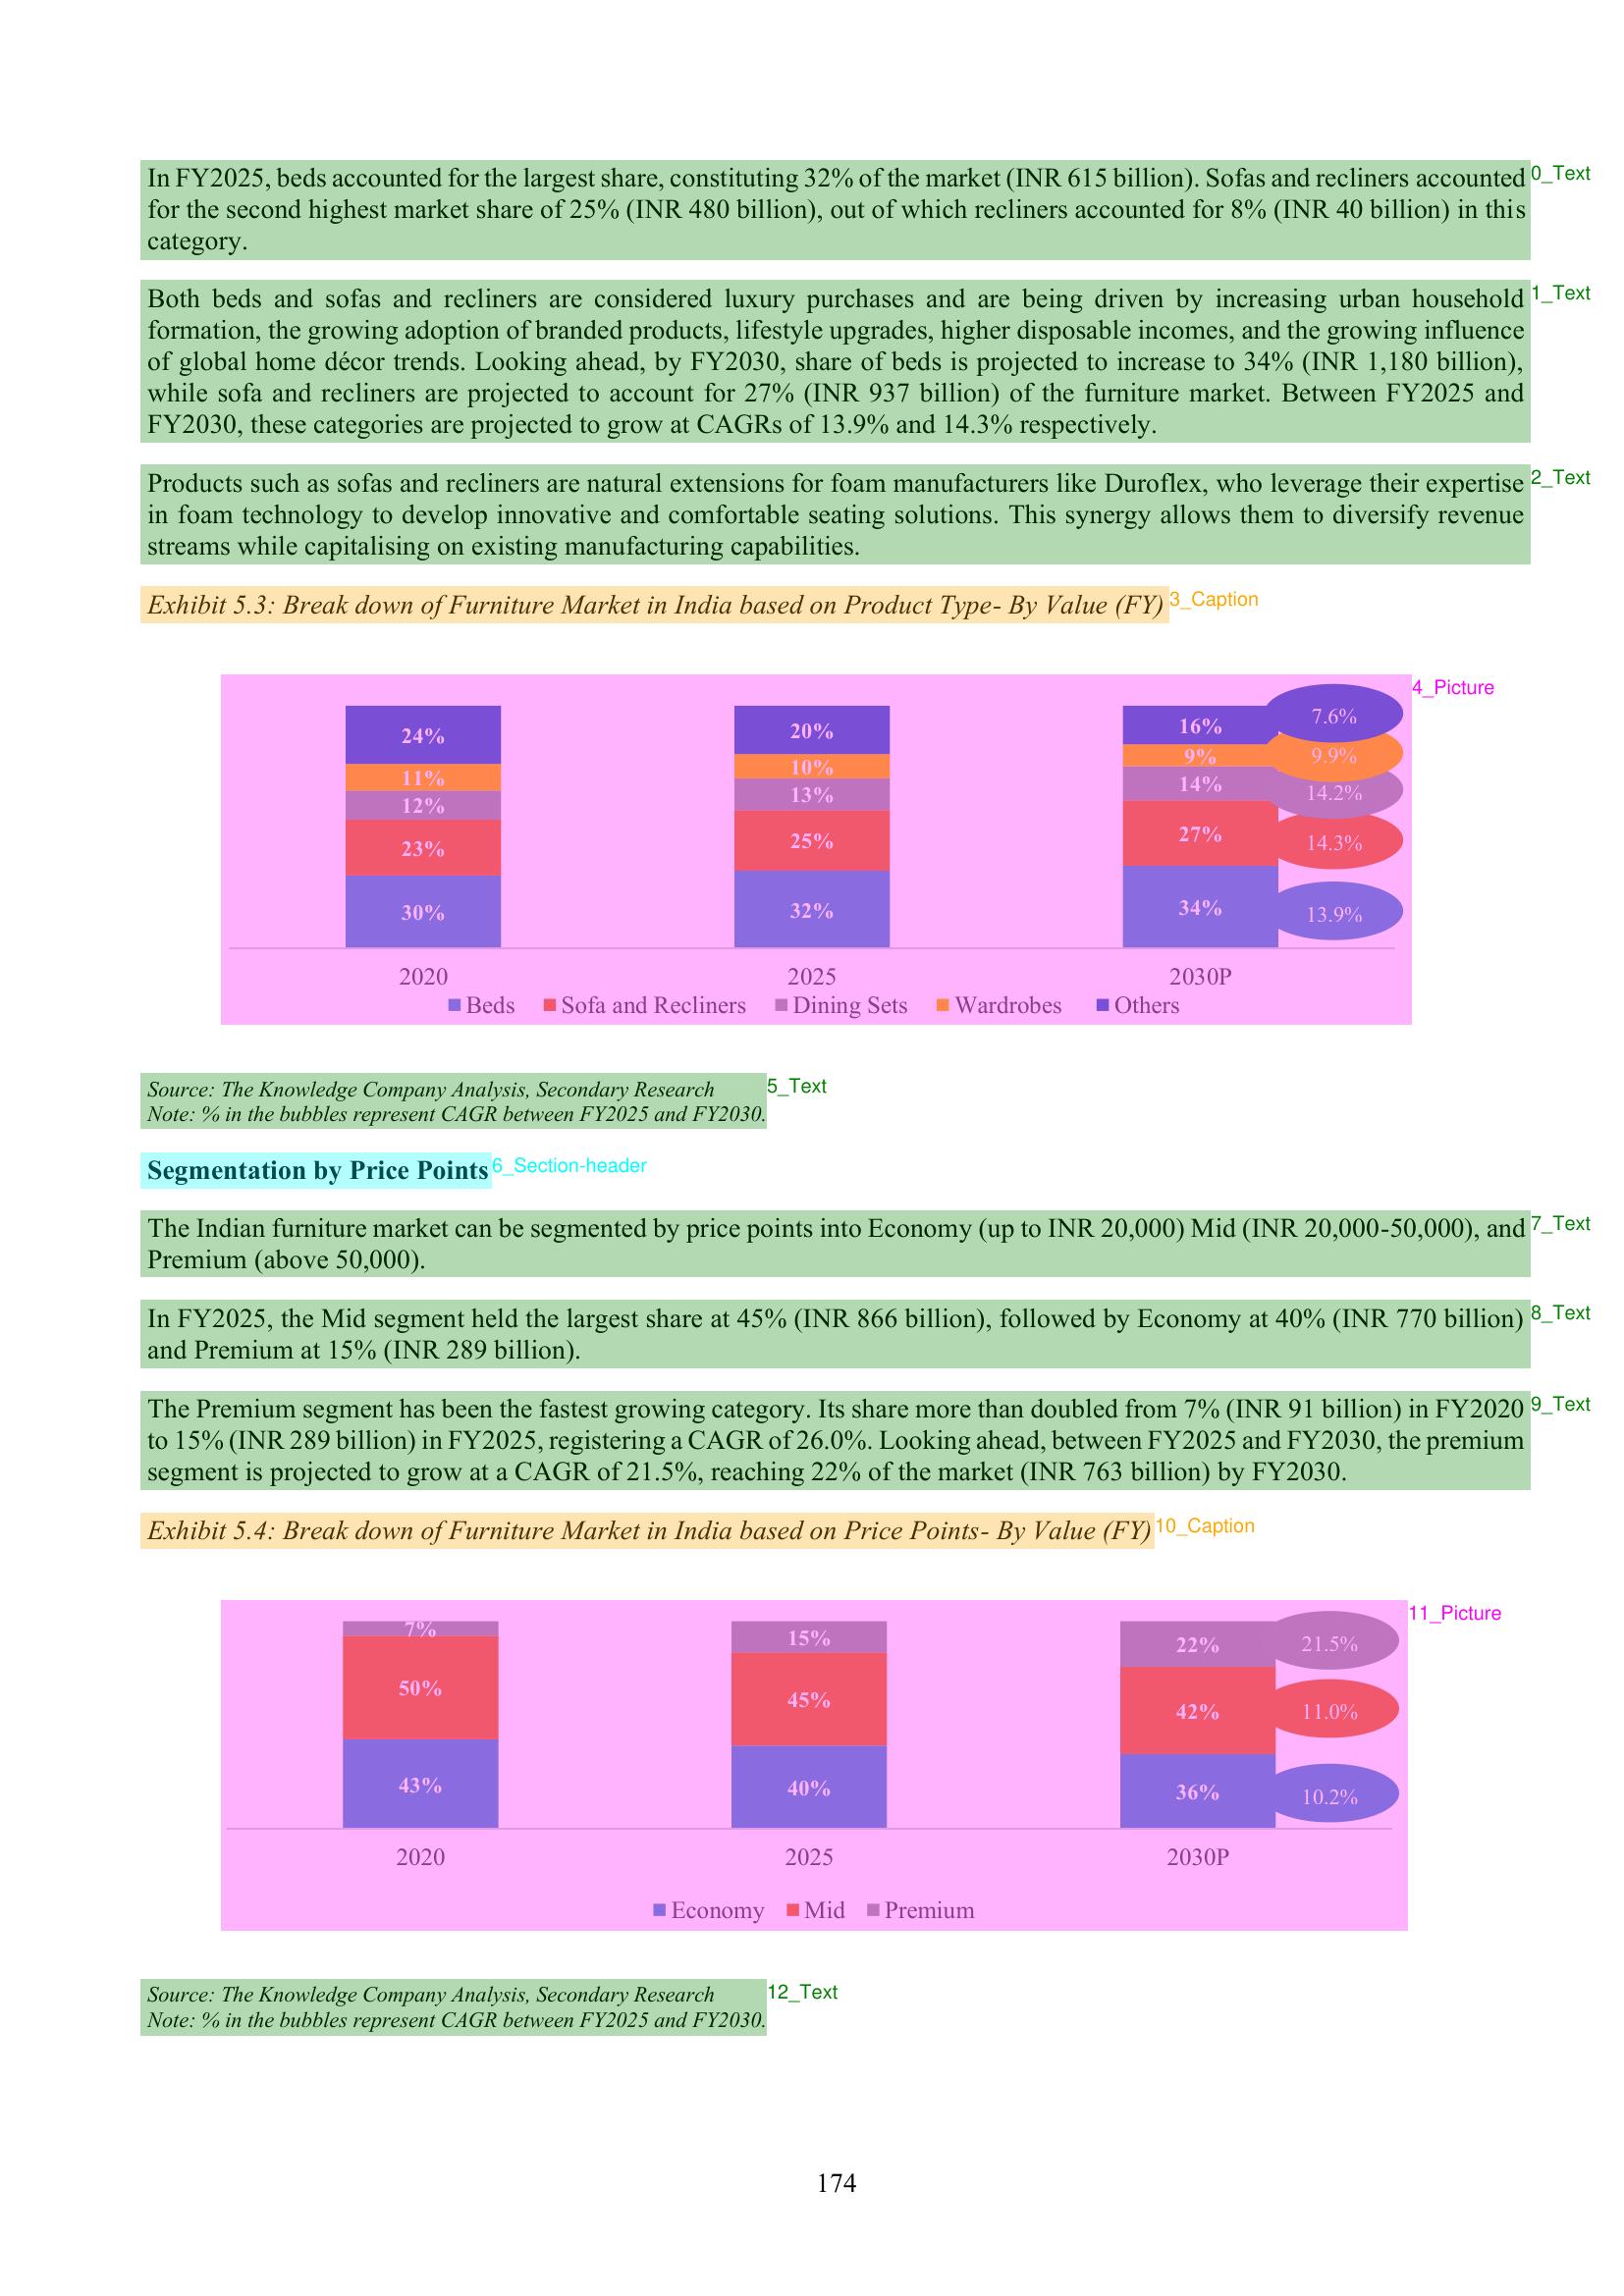 In FY2025, beds accounted for the largest share, constituting 32% of the market (INR 615 billion). Sofas and recliners accounted
0_Text
for the second highest market share of 25% (INR 480 billion), out of which recliners accounted for 8% (INR 40 billion) in this
category.
Both beds and sofas and recliners are considered luxury purchases and are being driven by increasing urban household
1_Text
formation, the growing adoption of branded products, lifestyle upgrades, higher disposable incomes, and the growing influence
of global home décor trends. Looking ahead, by FY2030, share of beds is projected to increase to 34% (INR 1,180 billion),
while sofa and recliners are projected to account for 27% (INR 937 billion) of the furniture market. Between FY2025 and
FY2030, these categories are projected to grow at CAGRs of 13.9% and 14.3% respectively.
Products such as sofas and recliners are natural extensions for foam manufacturers like Duroflex, who leverage their expertise
2_Text
in foam technology to develop innovative and comfortable seating solutions. This synergy allows them to diversify revenue
streams while capitalising on existing manufacturing capabilities.
Exhibit 5.3: Break down of Furniture Market in India based on Product Type- By Value (FY)
3_Caption
4_Picture
24% 20% 16% 7.6%
11% 10% 9% 9.9%
12% 13% 14% 14.2%
23% 25% 27% 14.3%
30% 32% 34% 13.9%
2020 2025 2030P
Beds Sofa and Recliners Dining Sets Wardrobes Others
Source: The Knowledge Company Analysis, Secondary Research
5_Text
Note: % in the bubbles represent CAGR between FY2025 and FY2030.
Segmentation by Price Points
6_Section-header
The Indian furniture market can be segmented by price points into Economy (up to INR 20,000) Mid (INR 20,000-50,000), and
7_Text
Premium (above 50,000).
In FY2025, the Mid segment held the largest share at 45% (INR 866 billion), followed by Economy at 40% (INR 770 billion)
8_Text
and Premium at 15% (INR 289 billion).
The Premium segment has been the fastest growing category. Its share more than doubled from 7% (INR 91 billion) in FY2020
9_Text
to 15% (INR 289 billion) in FY2025, registering a CAGR of 26.0%. Looking ahead, between FY2025 and FY2030, the premium
segment is projected to grow at a CAGR of 21.5%, reaching 22% of the market (INR 763 billion) by FY2030.
Exhibit 5.4: Break down of Furniture Market in India based on Price Points- By Value (FY)
10_Caption
11_Picture
7% 15% 22% 21.5%
50% 45% 42% 11.0%
43% 40% 36% 10.2%
2020 2025 2030P
Economy Mid Premium
Source: The Knowledge Company Analysis, Secondary Research
12_Text
Note: % in the bubbles represent CAGR between FY2025 and FY2030.
174